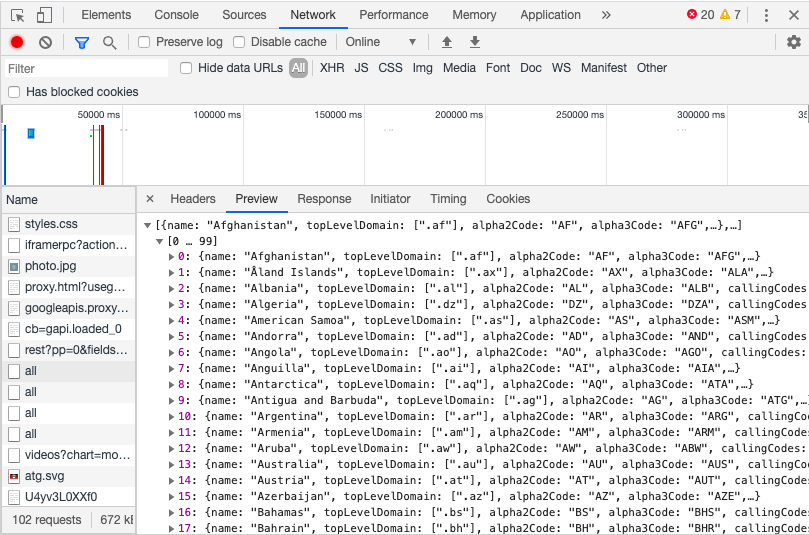 Elements Console Sources Network Performance Memory Application » 20 7
Preserve log Disable cache Online
Filter Hide data URLs All XHR JS CSS Img Media Font Doc WS Manifest Other
Has blocked cookies
50000 ms 100000 ms 150000 ms 200000 ms 250000 ms 300000 ms
Name
styles.css
iframerpc?action…
photo.jpg
proxy.html?useg…
googleapis.proxy…
cb=gapi.loaded_0
rest?pp=0&fields…
all
all
all
all
videos?chart=mo…
atg.svg
U4yv3L0XXf0
102 requests 672 kB
Headers Preview Response Initiator Timing Cookies
[{name: "Afghanistan", topLevelDomain: [".af"], alpha2Code: "AF", alpha3Code: "AFG",…},…]
[0 … 99]
0: {name: "Afghanistan", topLevelDomain: [".af"], alpha2Code: "AF", alpha3Code: "AFG",…}
1: {name: "Åland Islands", topLevelDomain: [".ax"], alpha2Code: "AX", alpha3Code: "ALA",…}
2: {name: "Albania", topLevelDomain: [".al"], alpha2Code: "AL", alpha3Code: "ALB", callingCodes:
3: {name: "Algeria", topLevelDomain: [".dz"], alpha2Code: "DZ", alpha3Code: "DZA", callingCodes:
4: {name: "American Samoa", topLevelDomain: [".as"], alpha2Code: "AS", alpha3Code: "ASM",…}
5: {name: "Andorra", topLevelDomain: [".ad"], alpha2Code: "AD", alpha3Code: "AND", callingCodes:
6: {name: "Angola", topLevelDomain: [".ao"], alpha2Code: "AO", alpha3Code: "AGO", callingCodes:
7: {name: "Anguilla", topLevelDomain: [".ai"], alpha2Code: "AI", alpha3Code: "AIA",…}
8: {name: "Antarctica", topLevelDomain: [".aq"], alpha2Code: "AQ", alpha3Code: "ATA",…}
9: {name: "Antigua and Barbuda", topLevelDomain: [".ag"], alpha2Code: "AG", alpha3Code: "ATG",…}
10: {name: "Argentina", topLevelDomain: [".ar"], alpha2Code: "AR", alpha3Code: "ARG", callingCod
11: {name: "Armenia", topLevelDomain: [".am"], alpha2Code: "AM", alpha3Code: "ARM", callingCodes
12: {name: "Aruba", topLevelDomain: [".aw"], alpha2Code: "AW", alpha3Code: "ABW", callingCodes:
13: {name: "Australia", topLevelDomain: [".au"], alpha2Code: "AU", alpha3Code: "AUS", callingCod
14: {name: "Austria", topLevelDomain: [".at"], alpha2Code: "AT", alpha3Code: "AUT", callingCodes
15: {name: "Azerbaijan", topLevelDomain: [".az"], alpha2Code: "AZ", alpha3Code: "AZE",…}
16: {name: "Bahamas", topLevelDomain: [".bs"], alpha2Code: "BS", alpha3Code: "BHS", callingCodes
17: {name: "Bahrain", topLevelDomain: [".bh"], alpha2Code: "BH", alpha3Code: "BHR", callingCodes